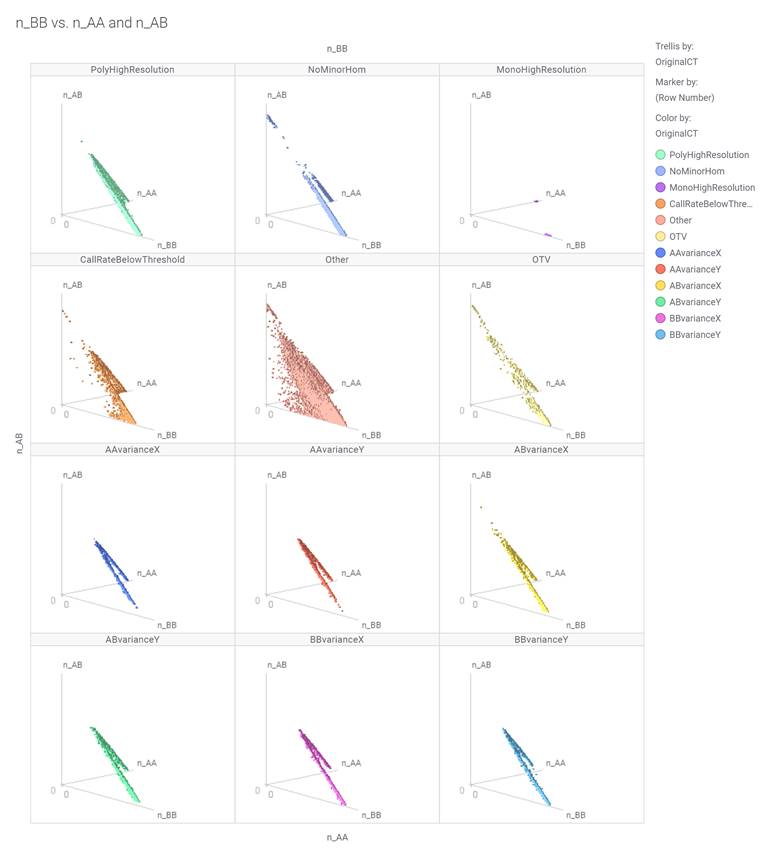 n_BB vs. n_AA and n_AB
n_BB
Trellis by:
OriginalCT
Marker by:
(Row Number)
Color by:
OriginalCT
PolyHighResolution
NoMinorHom
MonoHighResolution
CallRateBelowThre...
Other
OTV
AAvarianceX
AAvarianceY
ABvarianceX
ABvarianceY
BBvarianceX
BBvarianceY
n_AB
PolyHighResolution NoMinorHom MonoHighResolution
n_AB n_AB n_AB
n_AA n_AA n_AA
0 0 0 0 0 0
n_BB n_BB n_BB
CallRateBelowThreshold Other OTV
n_AB n_AB n_AB
n_AA n_AA n_AA
0 0 0 0 0 0
n_BB n_BB n_BB
AAvarianceX AAvarianceY ABvarianceX
n_AB n_AB n_AB
n_AA n_AA n_AA
0 0 0 0 0 0
n_BB n_BB n_BB
ABvarianceY BBvarianceX BBvarianceY
n_AB n_AB n_AB
n_AA n_AA n_AA
0 0 0 0 0 0
n_BB n_BB n_BB
n_AA